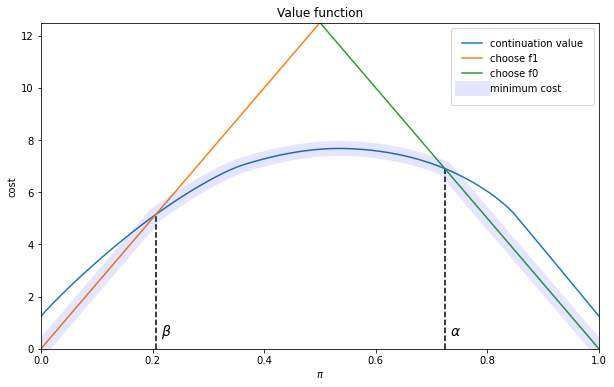 Value function
continuation value
choose f1
choose f0
minimum cost
cost
12
10
8
6
4
2
0
β
α
0.0
0.2
0.4
0.6
0.8
1.0
π